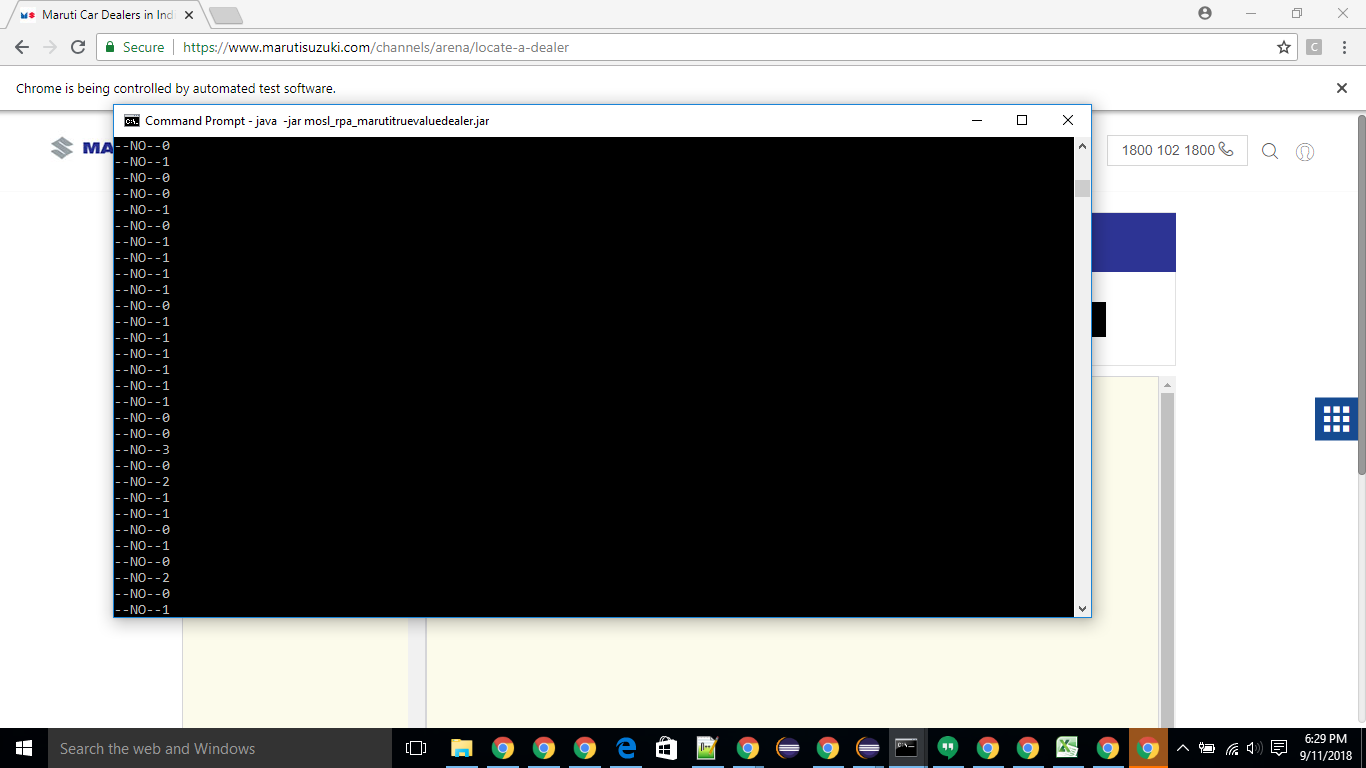 Maruti Car Dealers in Ind
Secure
https://www.marutisuzuki.com/channels/arena/locate-a-dealer
C
Chrome is being controlled by automated test software.
Command Prompt - java -jar mosl_rpa_marutitruevaluedealer.jar
MA
1800 102 1800
--NO--0
--NO--1
--NO--0
--NO--0
--NO--1
--NO--0
--NO--1
--NO--1
--NO--1
--NO--1
--NO--0
--NO--1
--NO--1
--NO--1
--NO--1
--NO--1
--NO--1
--NO--0
--NO--0
--NO--3
--NO--0
--NO--2
--NO--1
--NO--1
--NO--0
--NO--1
--NO--0
--NO--2
--NO--0
--NO--1
Search the web and Windows
6:29 PM
9/11/2018